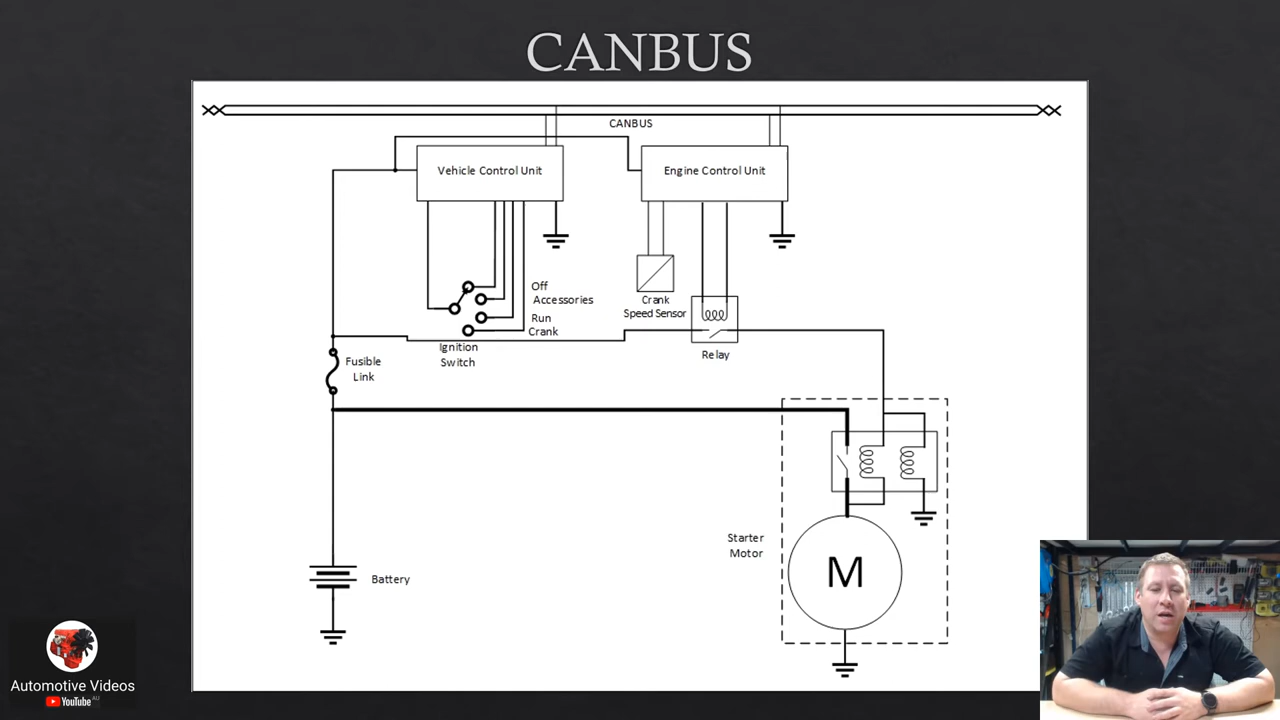 CANBUS
CANBUS
Vehicle Control Unit
Engine Control Unit
Off
Accessories
Run
Crank
Ignition
Switch
Crank
Speed Sensor
Relay
Fusible
Link
Starter
Motor
M
Battery
Automotive Videos
YouTube AU